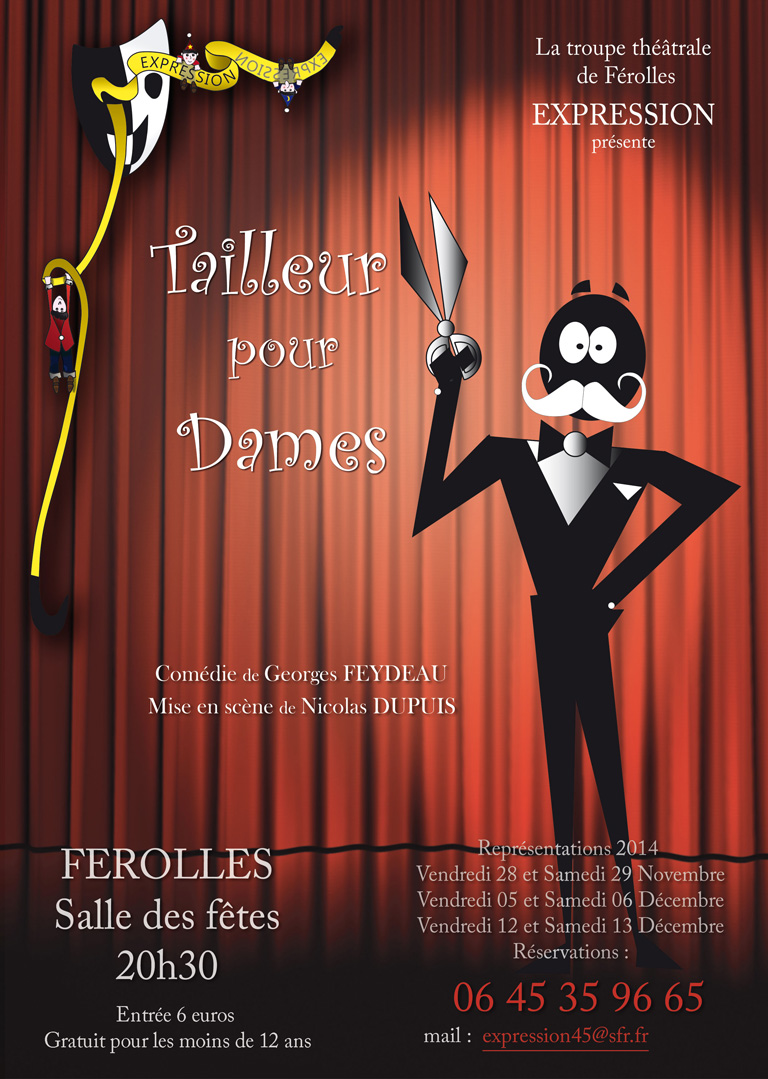 EXPRESSION
EXPRESSION
EXPRESSION
La troupe théâtrale
de Férolles
EXPRESSION
présente
Tailleur
pour
Dames
Comédie de Georges FEYDEAU
Mise en scène de Nicolas DUPUIS
FEROLLES
Salle des fêtes
20h30
Entrée 6 euros
Gratuit pour les moins de 12 ans
Représentations 2014
Vendredi 28 et Samedi 29 Novembre
Vendredi 05 et Samedi 06 Décembre
Vendredi 12 et Samedi 13 Décembre
Réservations :
06 45 35 96 65
mail : expression45@sfr.fr